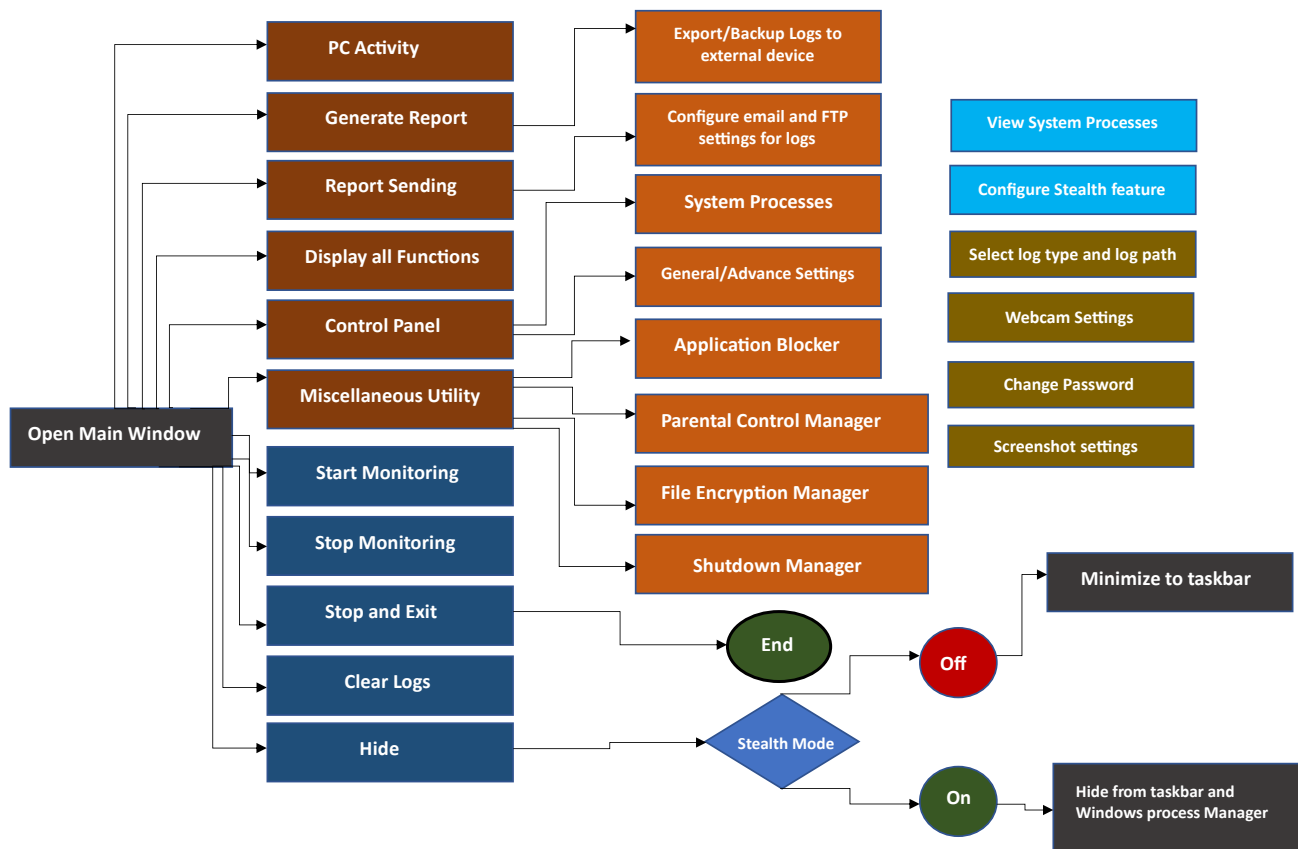 PC Activity
Generate Report
Report Sending
Display all Functions
Control Panel
Miscellaneous Utility
Open Main Window
Start Monitoring
Stop Monitoring
Stop and Exit
Clear Logs
Hide
Export/Backup Logs to
external device
Configure email and FTP
settings for logs
System Processes
General/Advance Settings
Application Blocker
Parental Control Manager
File Encryption Manager
Shutdown Manager
End
Stealth Mode
View System Processes
Configure Stealth feature
Select log type and log path
Webcam Settings
Change Password
Screenshot settings
Off
On
Minimize to taskbar
Hide from taskbar and
Windows process Manager